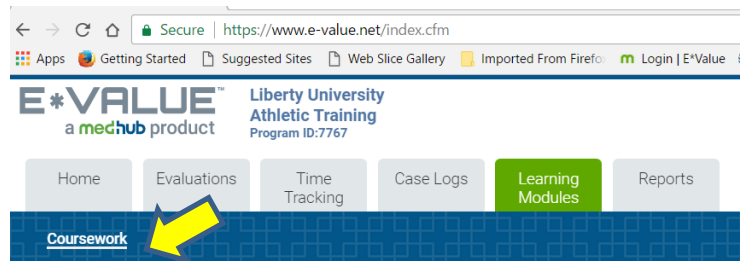 Secure | https://www.e-value.net/index.cfm
Apps Getting Started Suggested Sites Web Slice Gallery Imported From Firefo Login | E*Value
E*VALUE™ Liberty University
a medhub product Athletic Training
Program ID:7767
Home Evaluations Time Tracking Case Logs Learning Modules Reports
Coursework